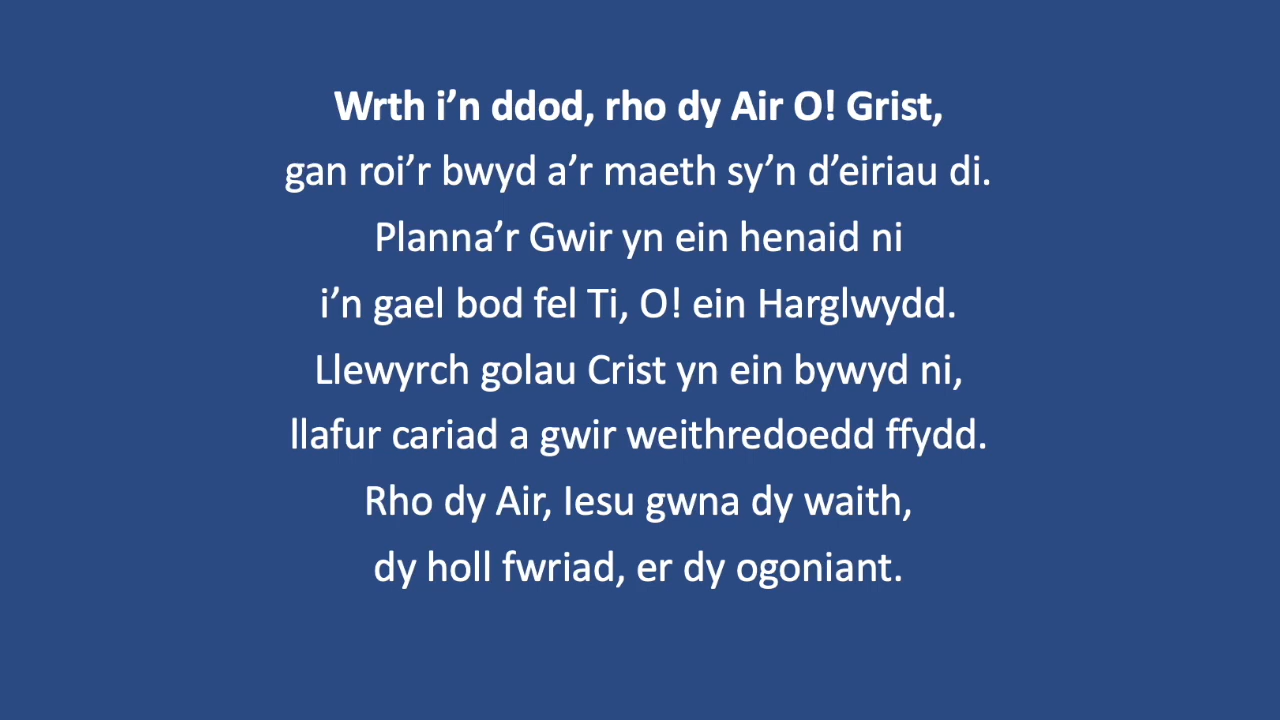 Wrth i’n ddod, rho dy Air O! Grist,
gan roi’r bwyd a’r maeth sy’n d’eiriau di.
Planna’r Gwir yn ein henaid ni
i’n gael bod fel Ti, O! ein Harglwydd.
Llewyrch golau Crist yn ein bywyd ni,
llafur cariad a gwir weithredoedd ffydd.
Rho dy Air, Iesu gwna dy waith,
dy holl fwriad, er dy ogoniant.